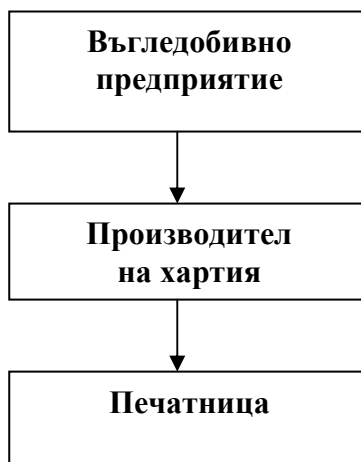 Въгледобивно
предприятие
Производител
на хартия
Печатница